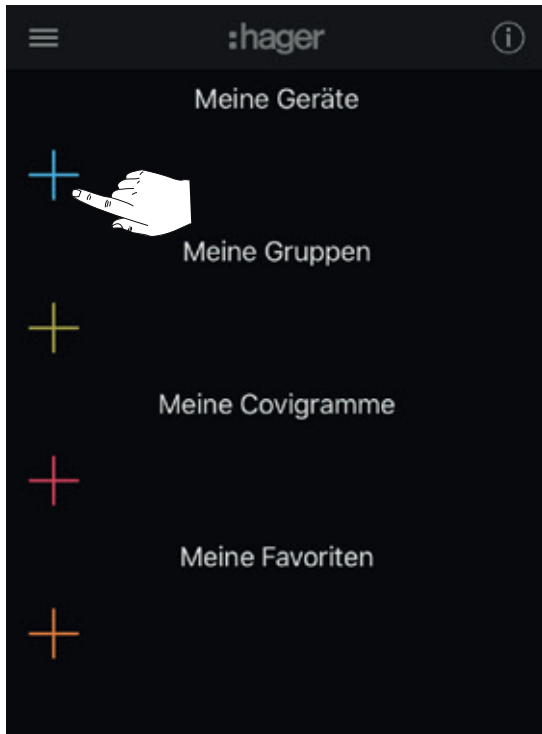 :hager
Meine Geräte
Meine Gruppen
Meine Covigramme
Meine Favoriten